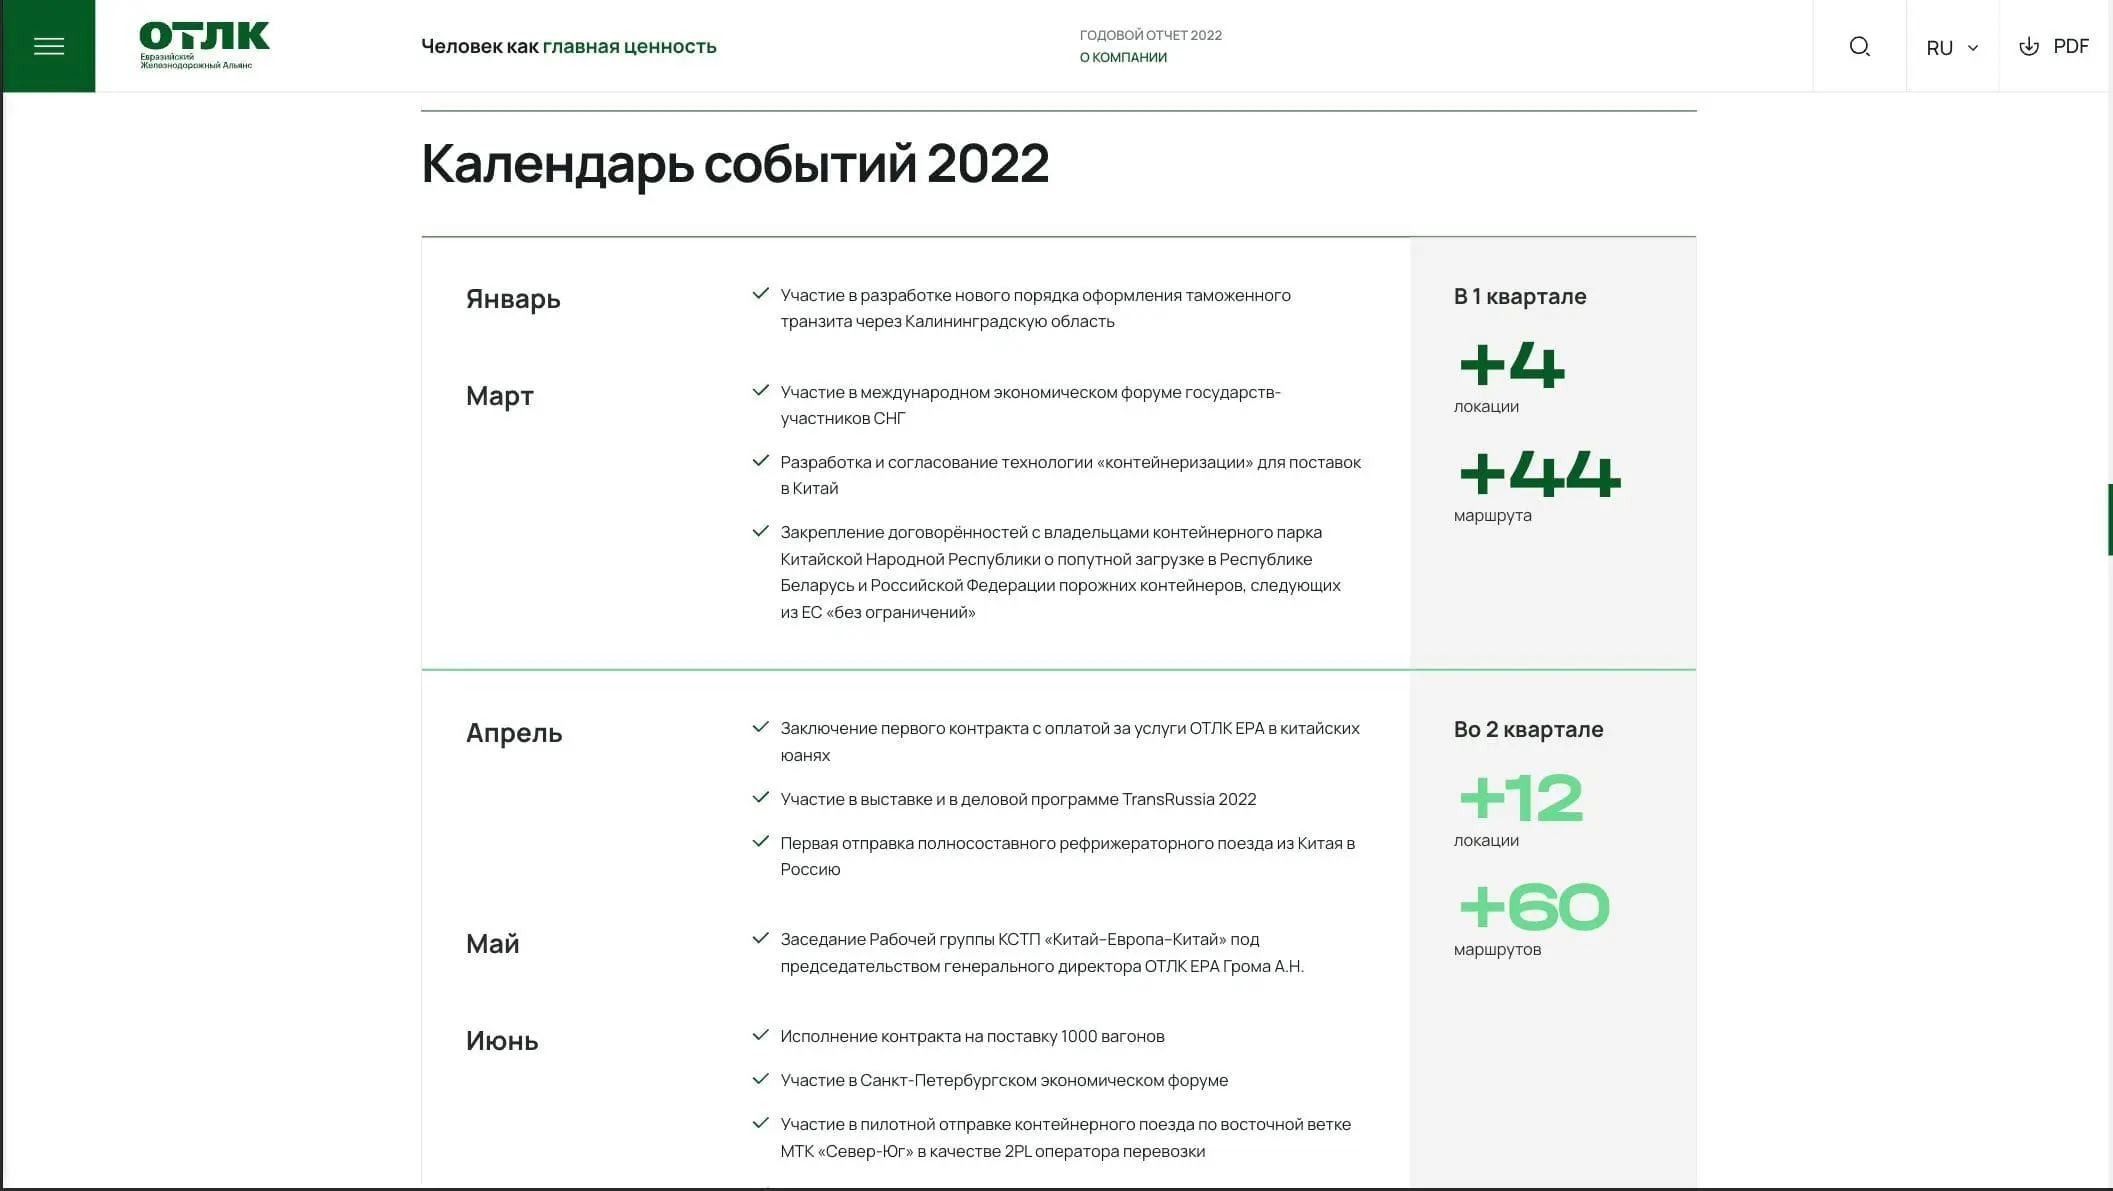 ОТЛК
Евразийский
Железнодорожный Альянс
Человек как главная ценность
ГОДОВОЙ ОТЧЕТ 2022
О КОМПАНИИ
RU
PDF
Календарь событий 2022
Январь
Участие в разработке нового порядка оформления таможенного
транзита через Калининградскую область
Март
Участие в международном экономическом форуме государств-
участников СНГ
Разработка и согласование технологии «контейнеризации» для поставок
в Китай
Закрепление договорённостей с владельцами контейнерного парка
Китайской Народной Республики о попутной загрузке в Республике
Беларусь и Российской Федерации порожних контейнеров, следующих
из ЕС «без ограничений»
В 1 квартале
+4
локации
+44
маршрута
Апрель
Заключение первого контракта с оплатой за услуги ОТЛК ЕРА в китайских
юанях
Участие в выставке и в деловой программе TransRussia 2022
Первая отправка полносоставного рефрижераторного поезда из Китая в
Россию
Май
Заседание Рабочей группы КСТП «Китай–Европа–Китай» под
председательством генерального директора ОТЛК ЕРА Грома А.Н.
Июнь
Исполнение контракта на поставку 1000 вагонов
Участие в Санкт-Петербургском экономическом форуме
Участие в пилотной отправке контейнерного поезда по восточной ветке
МТК «Север-Юг» в качестве 2PL оператора перевозки
Во 2 квартале
+12
локации
+60
маршрутов